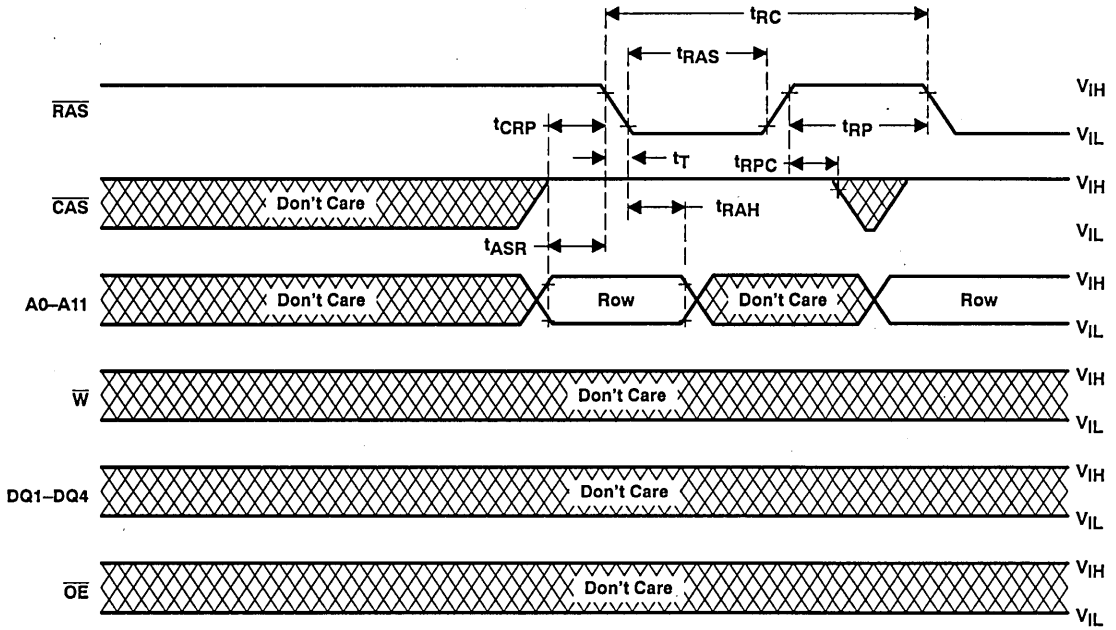 tRC
tRAS
RAS
VIH
VIL
tCRP
tRP
tT
tRPC
CAS
Don't Care
VIH
VIL
tRAH
tASR
A0–A11
Don't Care
Row
Don't Care
Row
VIH
VIL
W
Don't Care
VIH
VIL
DQ1–DQ4
Don't Care
VIH
VIL
OE
Don't Care
VIH
VIL